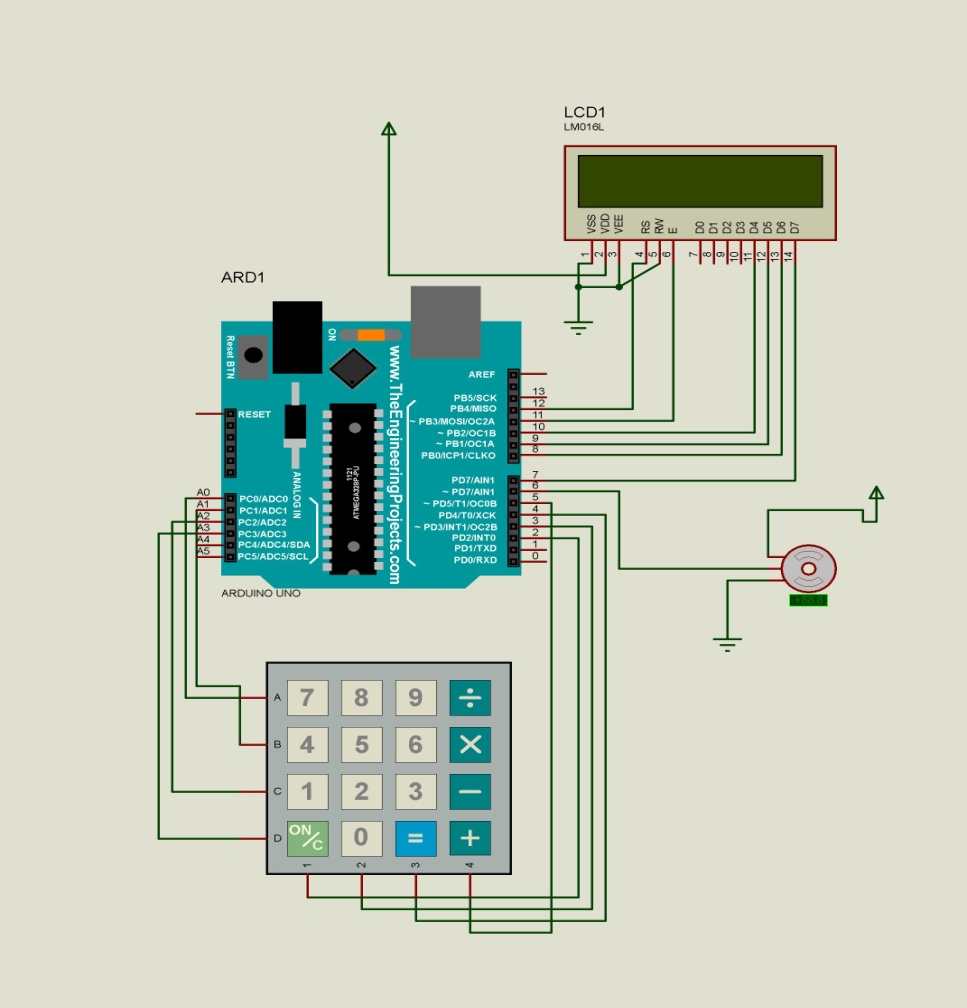 LCD1
LM016L
VSS
VDD
VEE
RS
RW
E
D0
D1
D2
D3
D4
D5
D6
D7
1
2
3
4
5
6
7
8
9
10
11
12
13
14
ARD1
Reset BTN
ON
www.TheEngineeringProjects.com
AREF
13
PB5/SCK
12
PB4/MISO
11
~ PB3/MOSI/OC2A
10
~ PB2/OC1B
9
~ PB1/OC1A
8
PB0/ICP1/CLKO
7
PD7/AIN1
6
~ PD7/AIN1
5
~ PD5/T1/OC0B
4
PD4/T0/XCK
3
~ PD3/INT1/OC2B
2
PD2/INT0
1
PD1/TXD
0
PD0/RXD
RESET
1121
ATMEGA328P-PU
ANALOG IN
A0
PC0/ADC0
A1
PC1/ADC1
A2
PC2/ADC2
A3
PC3/ADC3
A4
PC4/ADC4/SDA
A5
PC5/ADC5/SCL
ARDUINO UNO
A
7 8 9 ÷
B
4 5 6 ×
C
1 2 3 −
D
ON/C 0 = +
1 2 3 4